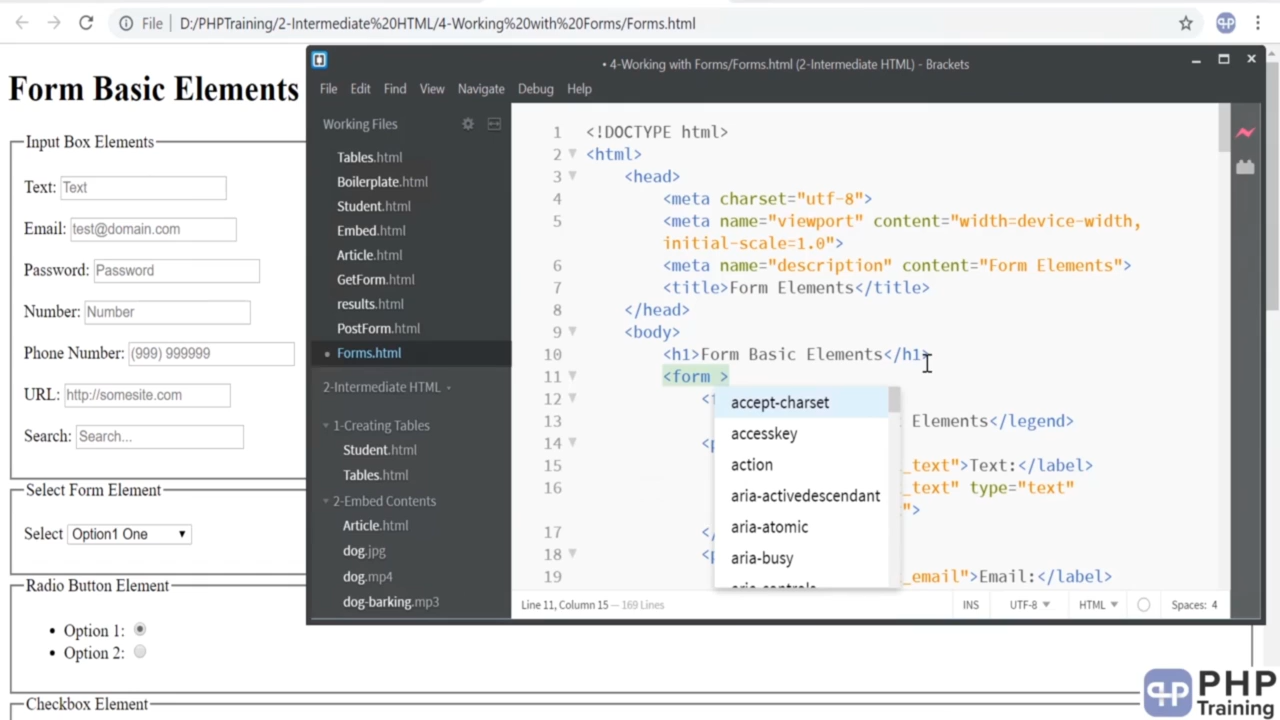 File D:/PHPTraining/2-Intermediate%20HTML/4-Working%20with%20Forms/Forms.html
Form Basic Elements
Input Box Elements
Text: Text
Email: test@domain.com
Password: Password
Number: Number
Phone Number: (999) 999999
URL: http://somesite.com
Search: Search...
Select Form Element
Select Option1 One
Radio Button Element
• Option 1:
• Option 2:
Checkbox Element
• 4-Working with Forms/Forms.html (2-Intermediate HTML) - Brackets
File Edit Find View Navigate Debug Help
Working Files
Tables.html
Boilerplate.html
Student.html
Embed.html
Article.html
GetForm.html
results.html
PostForm.html
• Forms.html
2-Intermediate HTML
1-Creating Tables
Student.html
Tables.html
2-Embed Contents
Article.html
dog.jpg
dog.mp4
dog-barking.mp3
1 <!DOCTYPE html>
2 <html>
3 <head>
4 <meta charset="utf-8">
5 <meta name="viewport" content="width=device-width,
initial-scale=1.0">
6 <meta name="description" content="Form Elements">
7 <title>Form Elements</title>
8 </head>
9 <body>
10 <h1>Form Basic Elements</h1>
11 <form >
12 <f
13 Elements</legend>
14 <p
15 _text">Text:</label>
16 _text" type="text"
">
17 </
18 <p
19 _email">Email:</label>
accept-charset
accesskey
action
aria-activedescendant
aria-atomic
aria-busy
aria-controls
Line 11, Column 15 — 169 Lines
INS UTF-8 HTML Spaces: 4
PHP
Training